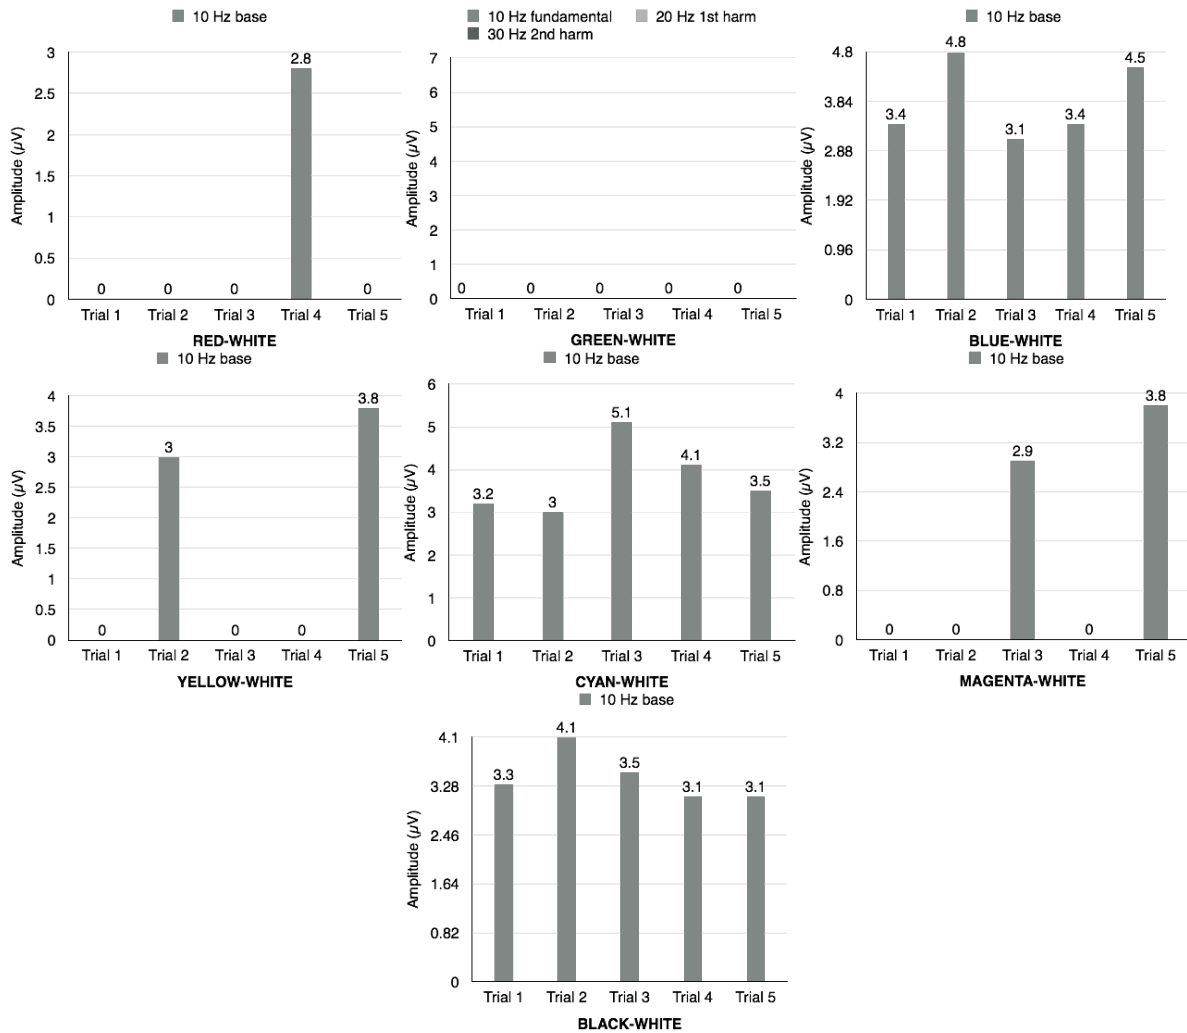 10 Hz base
3
2.5
2
1.5
1
0.5
0
Amplitude (µV)
0 0 0 2.8 0
Trial 1 Trial 2 Trial 3 Trial 4 Trial 5
RED-WHITE
10 Hz fundamental 20 Hz 1st harm
30 Hz 2nd harm
7
6
5
4
3
2
1
0
Amplitude (µV)
0 0 0 0 0
Trial 1 Trial 2 Trial 3 Trial 4 Trial 5
GREEN-WHITE
10 Hz base
4.8
3.84
2.88
1.92
0.96
0
Amplitude (µV)
3.4 4.8 3.1 3.4 4.5
Trial 1 Trial 2 Trial 3 Trial 4 Trial 5
BLUE-WHITE
10 Hz base
4
3.5
3
2.5
2
1.5
1
0.5
0
Amplitude (µV)
0 3 0 0 3.8
Trial 1 Trial 2 Trial 3 Trial 4 Trial 5
YELLOW-WHITE
10 Hz base
6
5
4
3
2
1
0
Amplitude (µV)
3.2 3 5.1 4.1 3.5
Trial 1 Trial 2 Trial 3 Trial 4 Trial 5
CYAN-WHITE
10 Hz base
4
3.2
2.4
1.6
0.8
0
Amplitude (µV)
0 0 2.9 0 3.8
Trial 1 Trial 2 Trial 3 Trial 4 Trial 5
MAGENTA-WHITE
10 Hz base
4.1
3.28
2.46
1.64
0.82
0
Amplitude (µV)
3.3 4.1 3.5 3.1 3.1
Trial 1 Trial 2 Trial 3 Trial 4 Trial 5
BLACK-WHITE